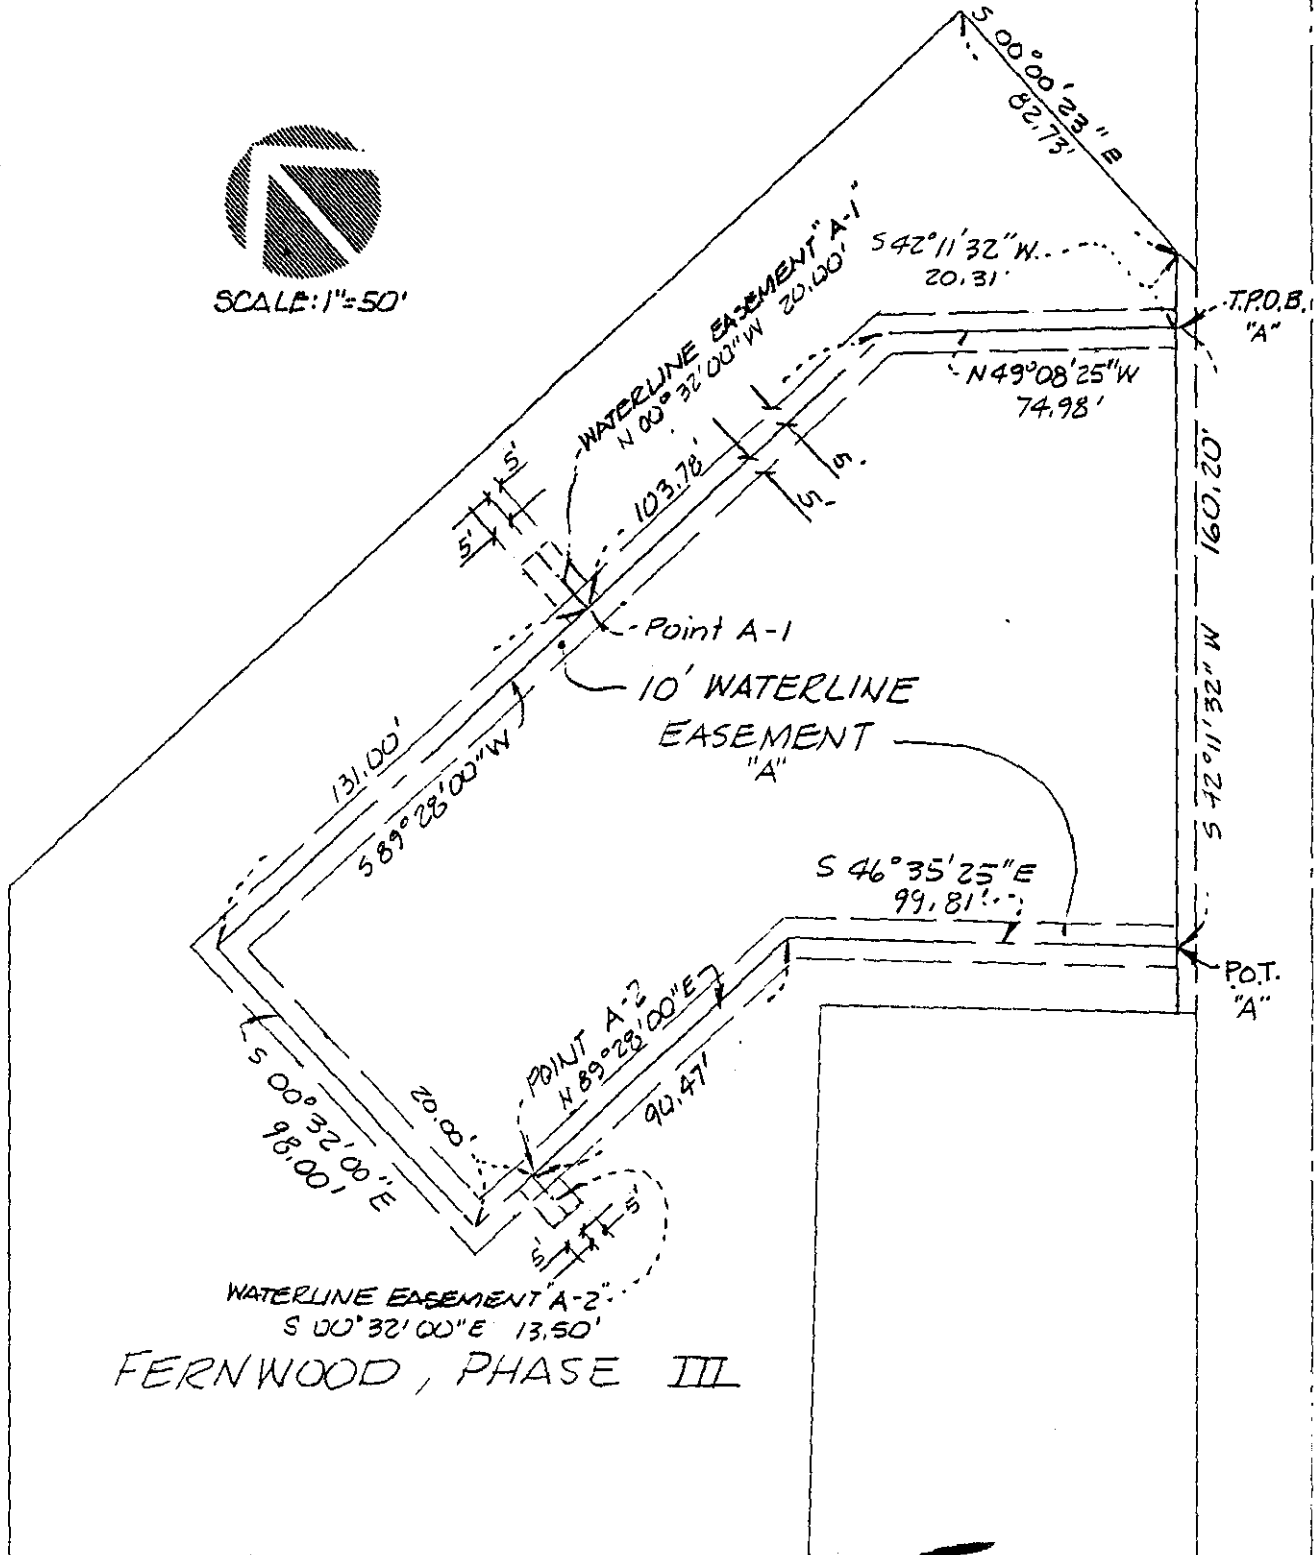 S 00°00'23" E
82.73'
SCALE: 1"=50'
WATERLINE EASEMENT "A-1"
N 00°32'00" W 20.00'
S 42°11'32" W
20.31'
T.P.O.B.
"A"
N 49°08'25" W
74.98'
5'
5'
103.78'
5'
5'
S 42°11'32" W 160.20'
Point A-1
10' WATERLINE
EASEMENT
"A"
131.00'
S 89°28'00" W
S 46°35'25" E
99.81'
P.O.T.
"A"
POINT A-2
N 89°28'00" E
90.47'
S 00°32'00" E
98.00'
20.00'
5'
5'
WATERLINE EASEMENT "A-2"
S 00°32'00" E 13.50'
FERNWOOD, PHASE III